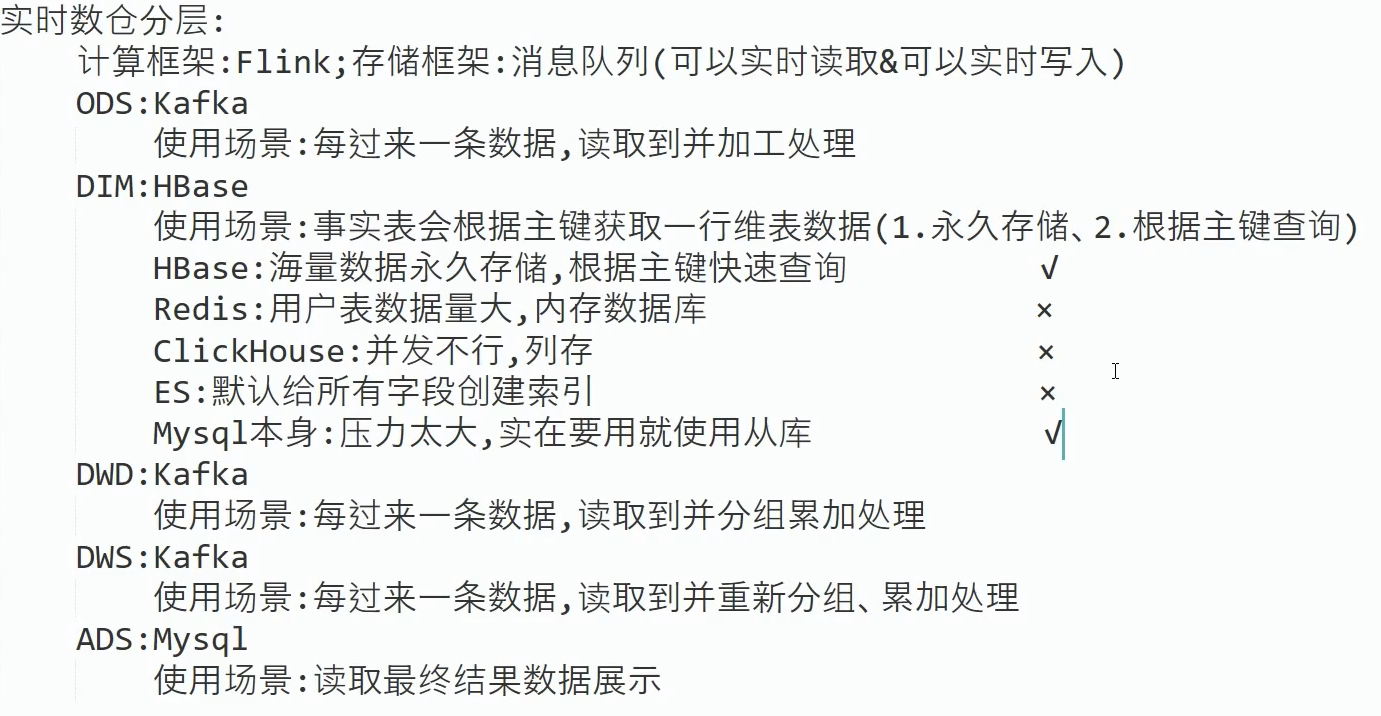 实时数仓分层:
计算框架:Flink;存储框架:消息队列(可以实时读取&可以实时写入)
ODS:Kafka
使用场景:每过来一条数据,读取到并加工处理
DIM:HBase
使用场景:事实表会根据主键获取一行维表数据(1.永久存储、2.根据主键查询)
HBase:海量数据永久存储,根据主键快速查询 √
Redis:用户表数据量大,内存数据库 ×
ClickHouse:并发不行,列存 ×
ES:默认给所有字段创建索引 ×
Mysql本身:压力太大,实在要用就使用从库 √
DWD:Kafka
使用场景:每过来一条数据,读取到并分组累加处理
DWS:Kafka
使用场景:每过来一条数据,读取到并重新分组、累加处理
ADS:Mysql
使用场景:读取最终结果数据展示